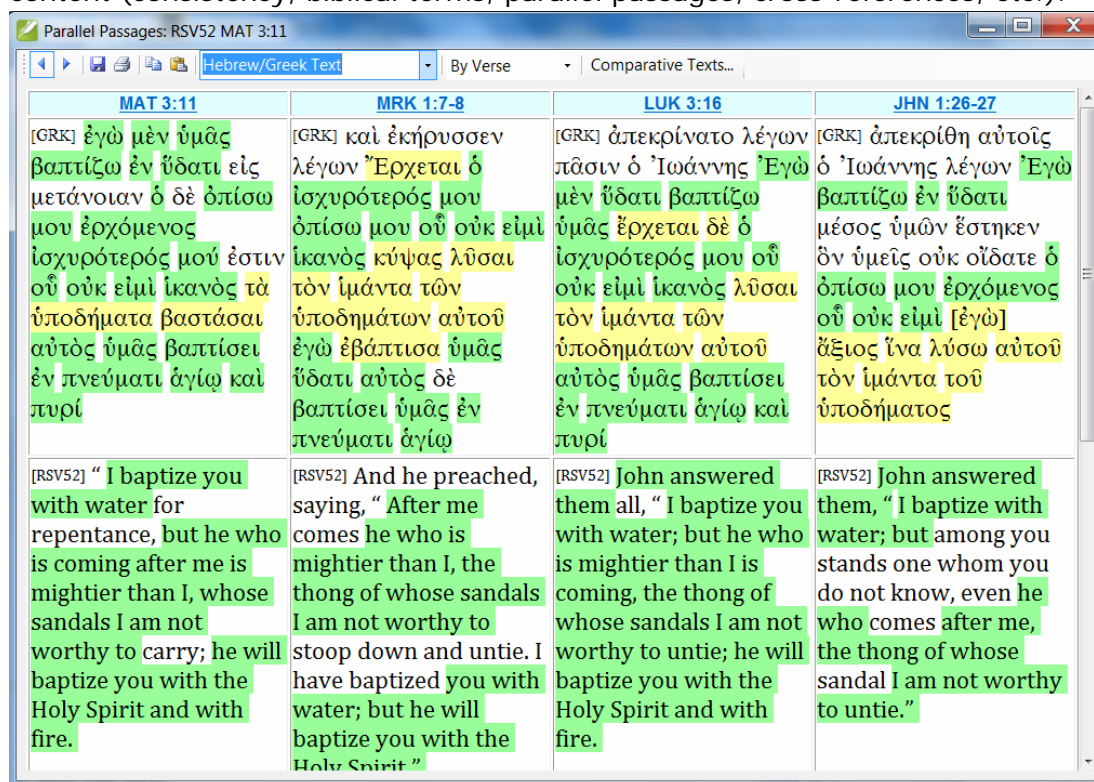 content (consistency, biblical terms, parallel passages, cross-references, etc.).
Parallel Passages: RSV52 MAT 3:11
Hebrew/Greek Text By Verse Comparative Texts...
MAT 3:11
MRK 1:7-8
LUK 3:16
JHN 1:26-27
[GRK] ἐγὼ μὲν ὑμᾶς
βαπτίζω ἐν ὕδατι εἰς
μετάνοιαν ὁ δὲ ὀπίσω
μου ἐρχόμενος
ἰσχυρότερός μού ἐστιν
οὗ οὐκ εἰμὶ ἱκανὸς τὰ
ὑποδήματα βαστάσαι
αὐτὸς ὑμᾶς βαπτίσει
ἐν πνεύματι ἁγίῳ καὶ
πυρί
[GRK] καὶ ἐκήρυσσεν
λέγων Ἔρχεται ὁ
ἰσχυρότερός μου
ὀπίσω μου οὗ οὐκ εἰμὶ
ἱκανὸς κύψας λῦσαι
τὸν ἱμάντα τῶν
ὑποδημάτων αὐτοῦ
ἐγὼ ἐβάπτισα ὑμᾶς
ὕδατι αὐτὸς δὲ
βαπτίσει ὑμᾶς ἐν
πνεύματι ἁγίῳ
[GRK] ἀπεκρίνατο λέγων
πᾶσιν ὁ Ἰωάννης Ἐγὼ
μὲν ὕδατι βαπτίζω
ὑμᾶς ἔρχεται δὲ ὁ
ἰσχυρότερός μου οὗ
οὐκ εἰμὶ ἱκανὸς λῦσαι
τὸν ἱμάντα τῶν
ὑποδημάτων αὐτοῦ
αὐτὸς ὑμᾶς βαπτίσει
ἐν πνεύματι ἁγίῳ καὶ
πυρί
[GRK] ἀπεκρίθη αὐτοῖς
ὁ Ἰωάννης λέγων Ἐγὼ
βαπτίζω ἐν ὕδατι
μέσος ὑμῶν ἕστηκεν
ὃν ὑμεῖς οὐκ οἴδατε ὁ
ὀπίσω μου ἐρχόμενος
οὗ οὐκ εἰμὶ [ἐγὼ]
ἄξιος ἵνα λύσω αὐτοῦ
τὸν ἱμάντα τοῦ
ὑποδήματος
[RSV52] “ I baptize you
with water for
repentance, but he who
is coming after me is
mightier than I, whose
sandals I am not
worthy to carry; he will
baptize you with the
Holy Spirit and with
fire.
[RSV52] And he preached,
saying, “ After me
comes he who is
mightier than I, the
thong of whose sandals
I am not worthy to
stoop down and untie. I
have baptized you with
water; but he will
baptize you with the
Holy Spirit.”
[RSV52] John answered
them all, “ I baptize you
with water; but he who
is mightier than I is
coming, the thong of
whose sandals I am not
worthy to untie; he will
baptize you with the
Holy Spirit and with
fire.
[RSV52] John answered
them, “ I baptize with
water; but among you
stands one whom you
do not know, even he
who comes after me,
the thong of whose
sandal I am not worthy
to untie.”